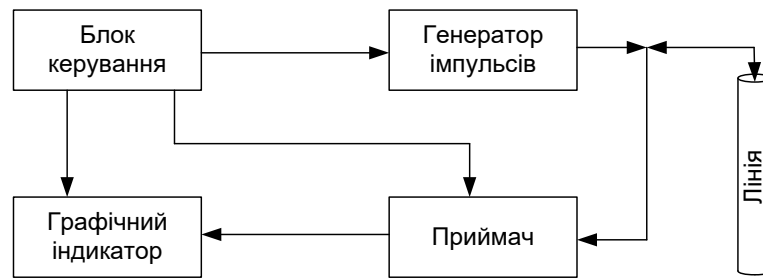 Блок
керування
Генератор
імпульсів
Графічний
індикатор
Приймач
Лінія